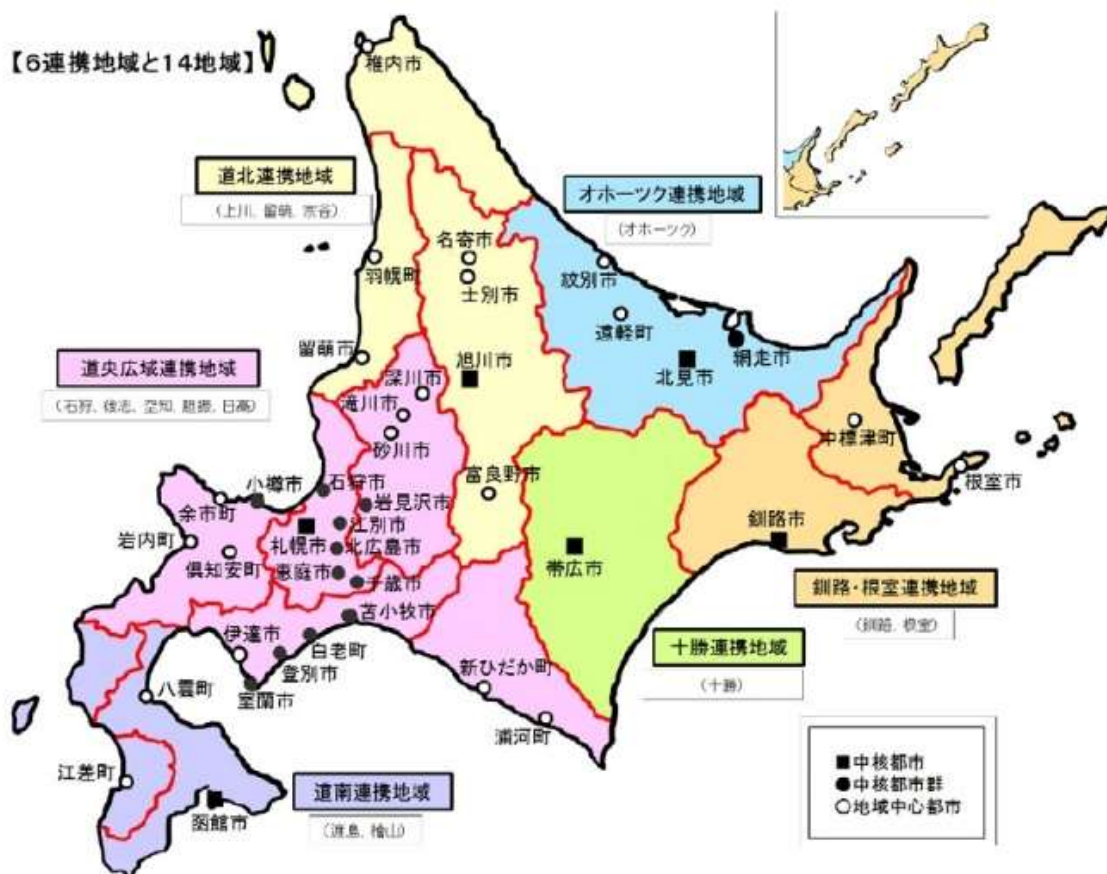 【6連携地域と14地域】
稚内市
道北連携地域
(上川、留萌、宗谷)
オホーツク連携地域
(オホーツク)
名寄市
士別市
羽幌町
紋別市
遠軽町
網走市
北見市
留萌市
旭川市
道央広域連携地域
(石狩、後志、空知、胆振、日高)
深川市
滝川市
砂川市
中標津町
富良野市
根室市
小樽市
石狩市
余市町
岩見沢市
江別市
岩内町
札幌市
北広島市
釧路市
倶知安町
恵庭市
千歳市
帯広市
苫小牧市
釧路・根室連携地域
(釧路、根室)
伊達市
白老町
登別市
室蘭市
十勝連携地域
(十勝)
新ひだか町
八雲町
浦河町
江差町
道南連携地域
(渡島、檜山)
函館市
■中核都市
●中核都市群
○地域中心都市